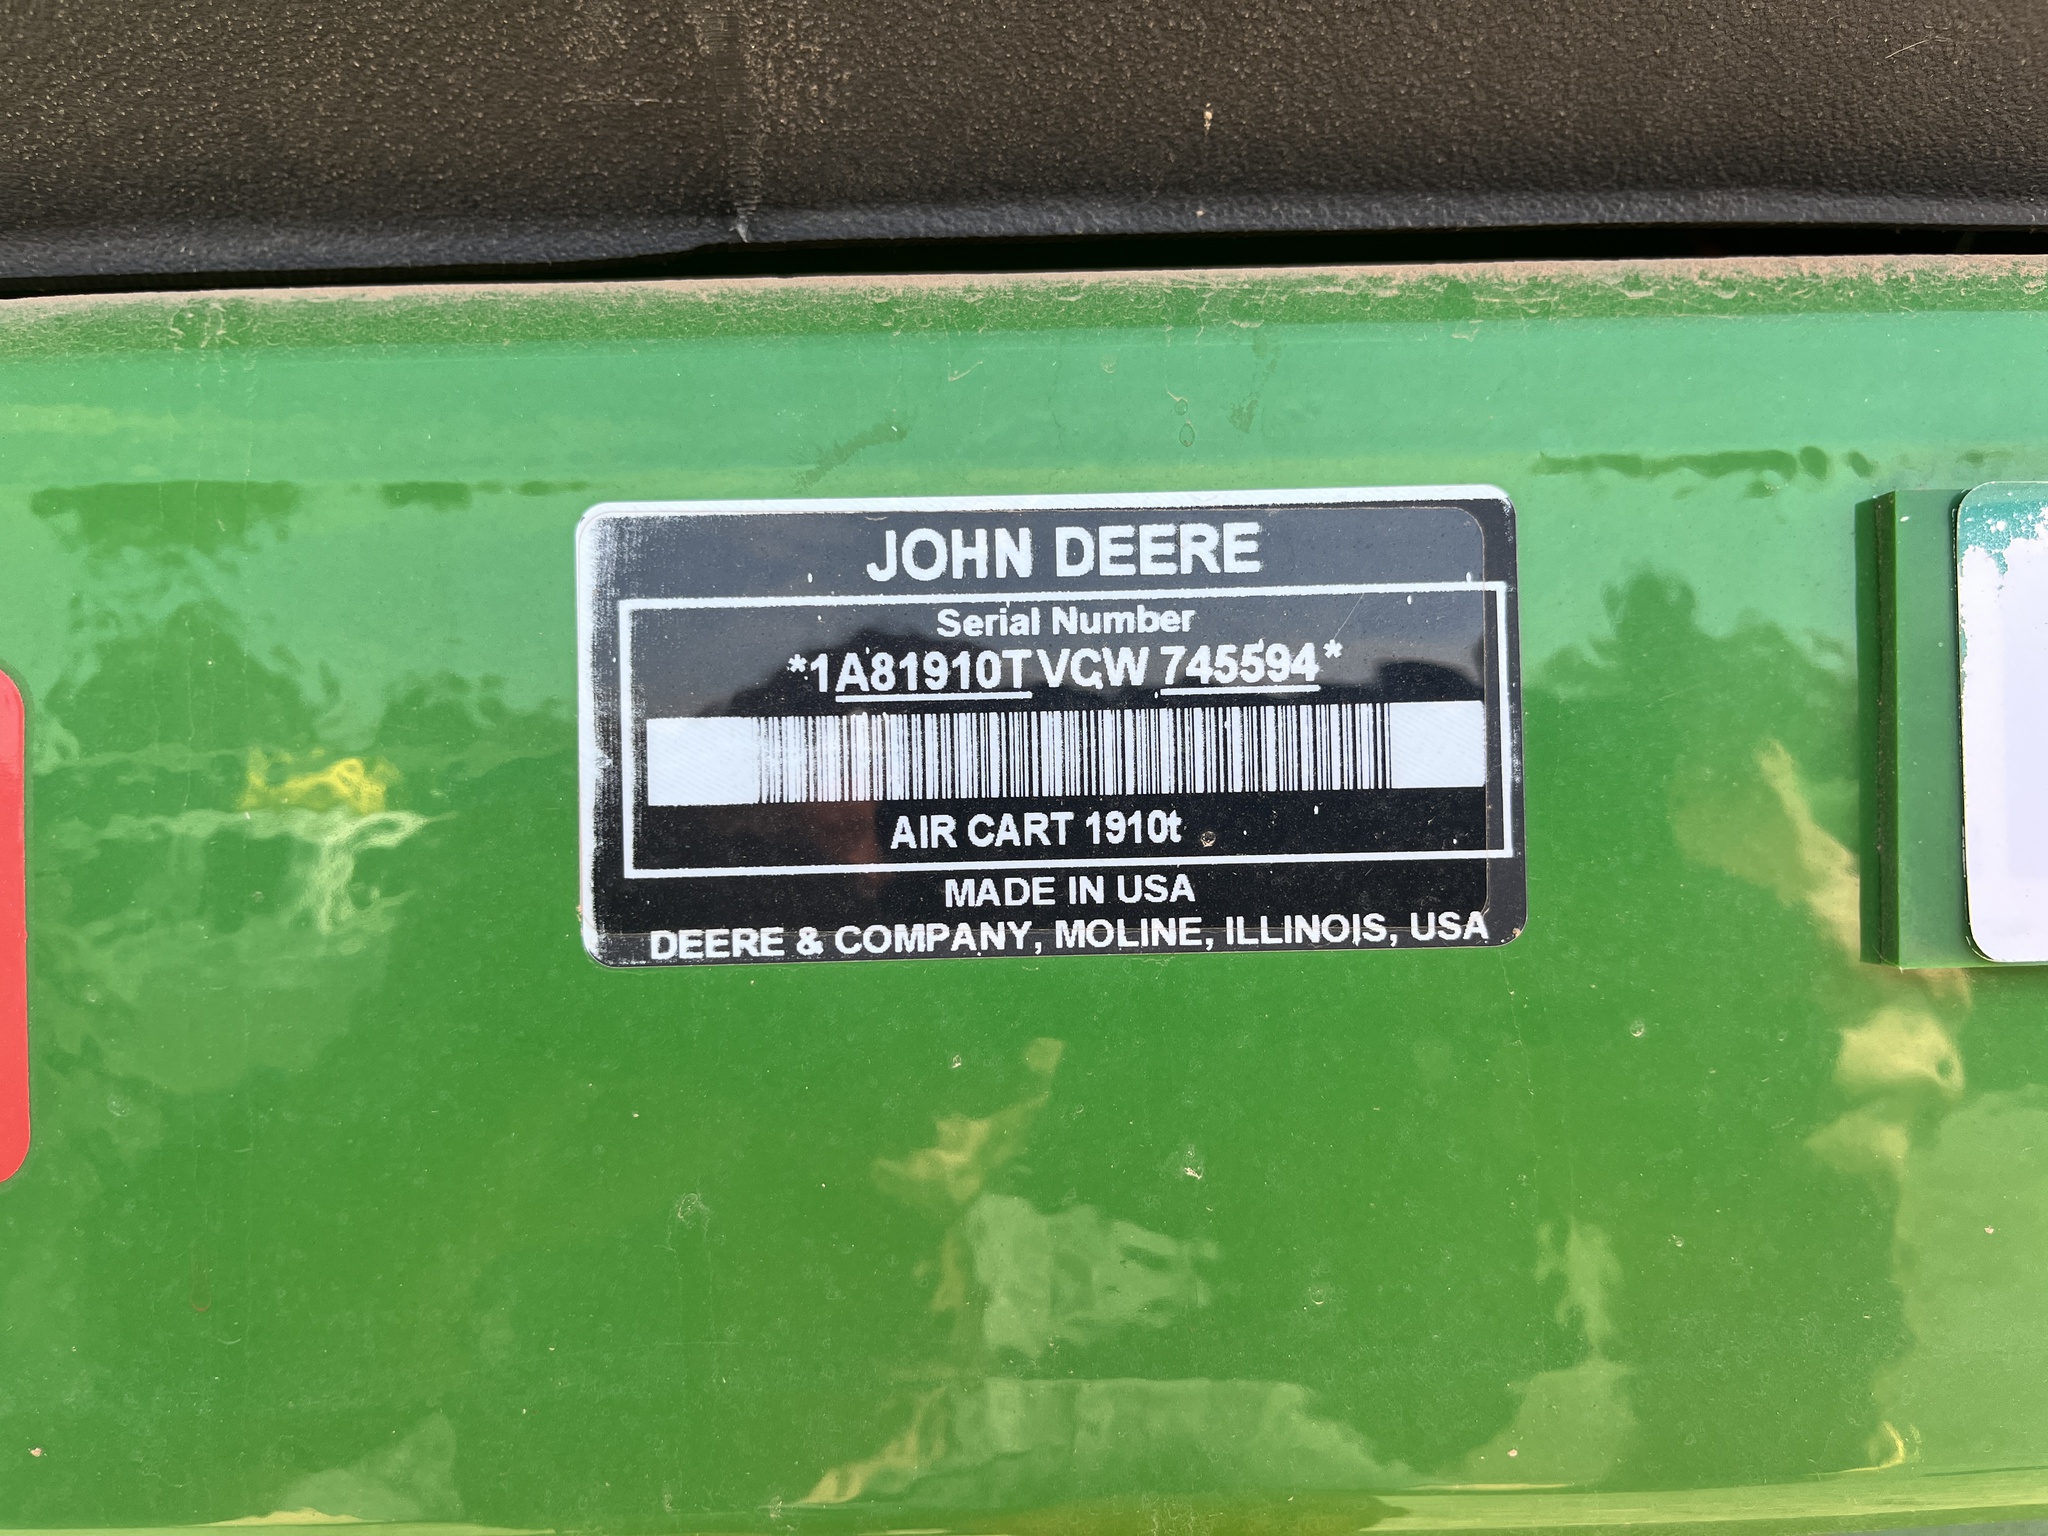 JOHN DEERE
Serial Number
*1A81910TVCW745594*
AIR CART 1910t
MADE IN USA
DEERE & COMPANY, MOLINE, ILLINOIS, USA